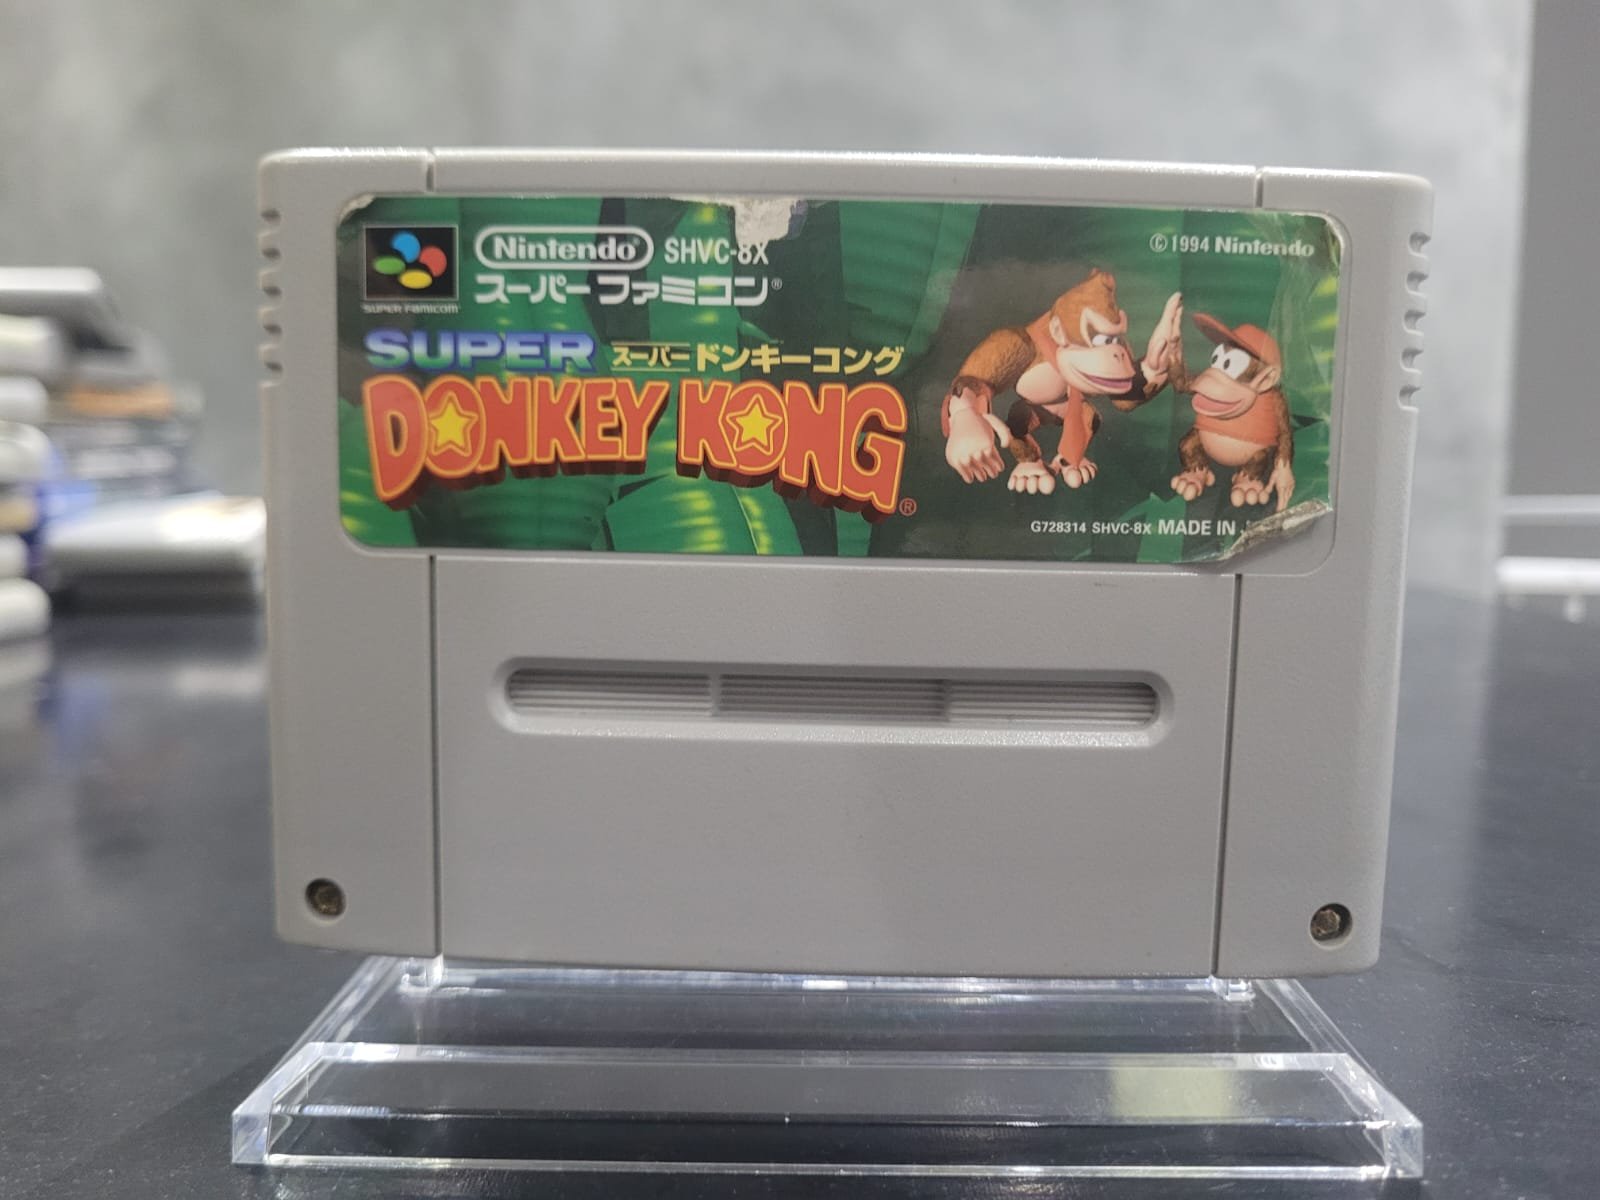 Nintendo® SHVC-8X
スーパーファミコン®
SUPER FAMICOM
©1994 Nintendo
SUPER スーパードンキーコング
DONKEY KONG®
G728314 SHVC-8X MADE IN